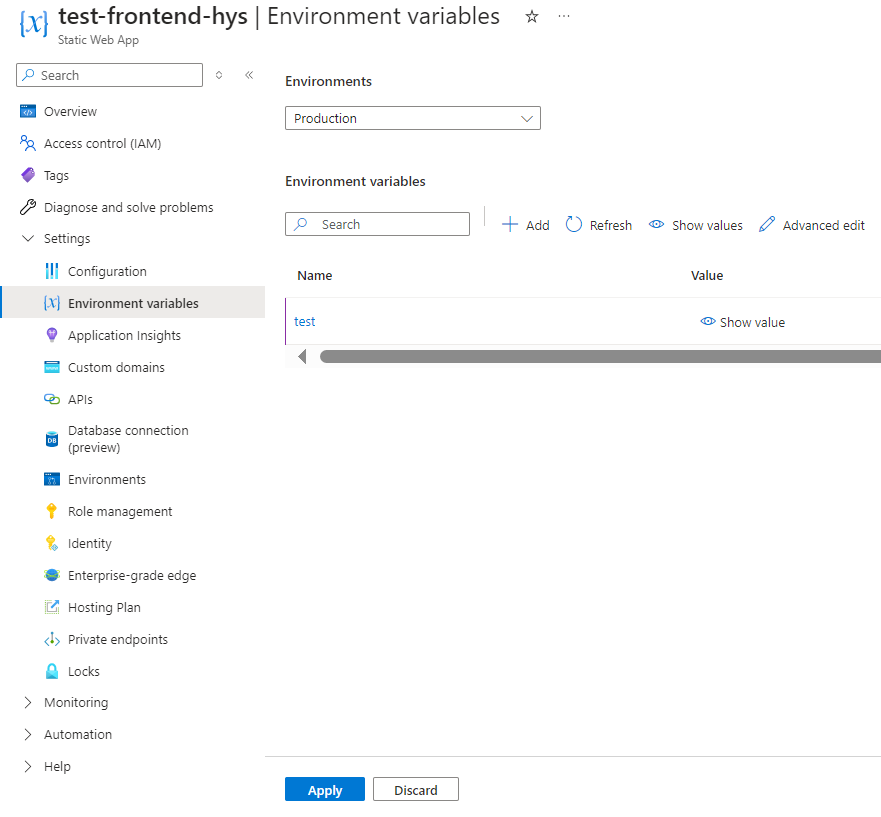 test-frontend-hys | Environment variables
Static Web App
Search
Overview
Access control (IAM)
Tags
Diagnose and solve problems
Settings
Configuration
Environment variables
Application Insights
Custom domains
APIs
Database connection
(preview)
Environments
Role management
Identity
Enterprise-grade edge
Hosting Plan
Private endpoints
Locks
Monitoring
Automation
Help
Environments
Production
Environment variables
Search
Add
Refresh
Show values
Advanced edit
Name
Value
test
Show value
Apply
Discard